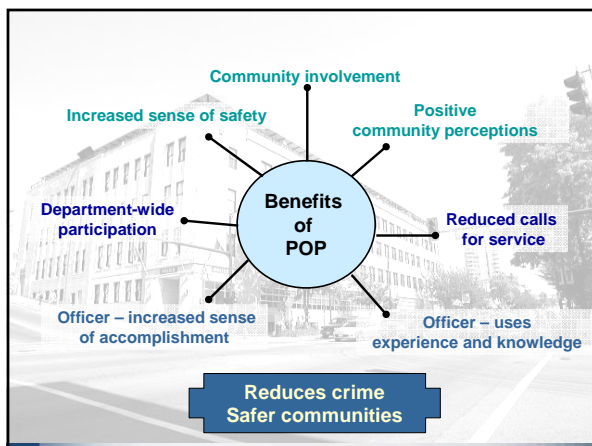 Community involvement
Increased sense of safety
Positive
community perceptions
Benefits
of
POP
Department-wide
participation
Reduced calls
for service
Officer – increased sense
of accomplishment
Officer – uses
experience and knowledge
Reduces crime
Safer communities